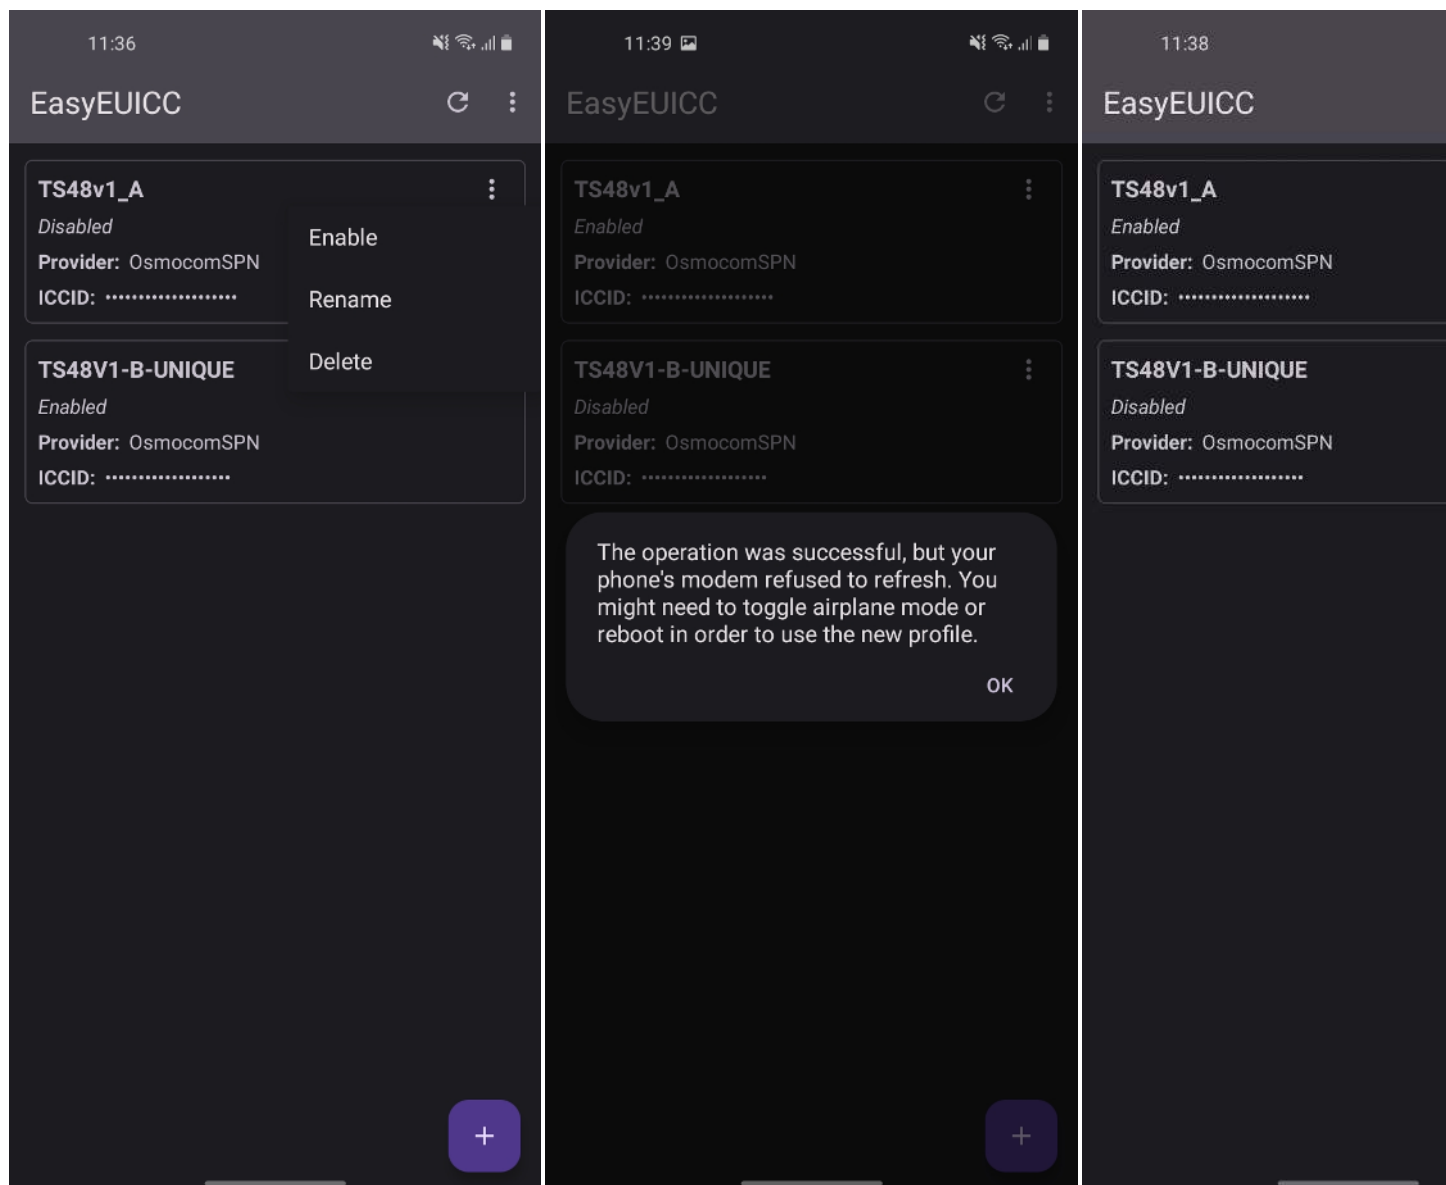 11:36
EasyEUICC
TS48v1_A
Disabled
Provider: OsmocomSPN
ICCID: ••••••••••••••••••••
Enable
Rename
Delete
TS48V1-B-UNIQUE
Enabled
Provider: OsmocomSPN
ICCID: •••••••••••••••••••
+
11:39
EasyEUICC
TS48v1_A
Enabled
Provider: OsmocomSPN
ICCID: ••••••••••••••••••••
TS48V1-B-UNIQUE
Disabled
Provider: OsmocomSPN
ICCID: •••••••••••••••••••
The operation was successful, but your
phone's modem refused to refresh. You
might need to toggle airplane mode or
reboot in order to use the new profile.
OK
+
11:38
EasyEUICC
TS48v1_A
Enabled
Provider: OsmocomSPN
ICCID: ••••••••••••••••••••
TS48V1-B-UNIQUE
Disabled
Provider: OsmocomSPN
ICCID: •••••••••••••••••••